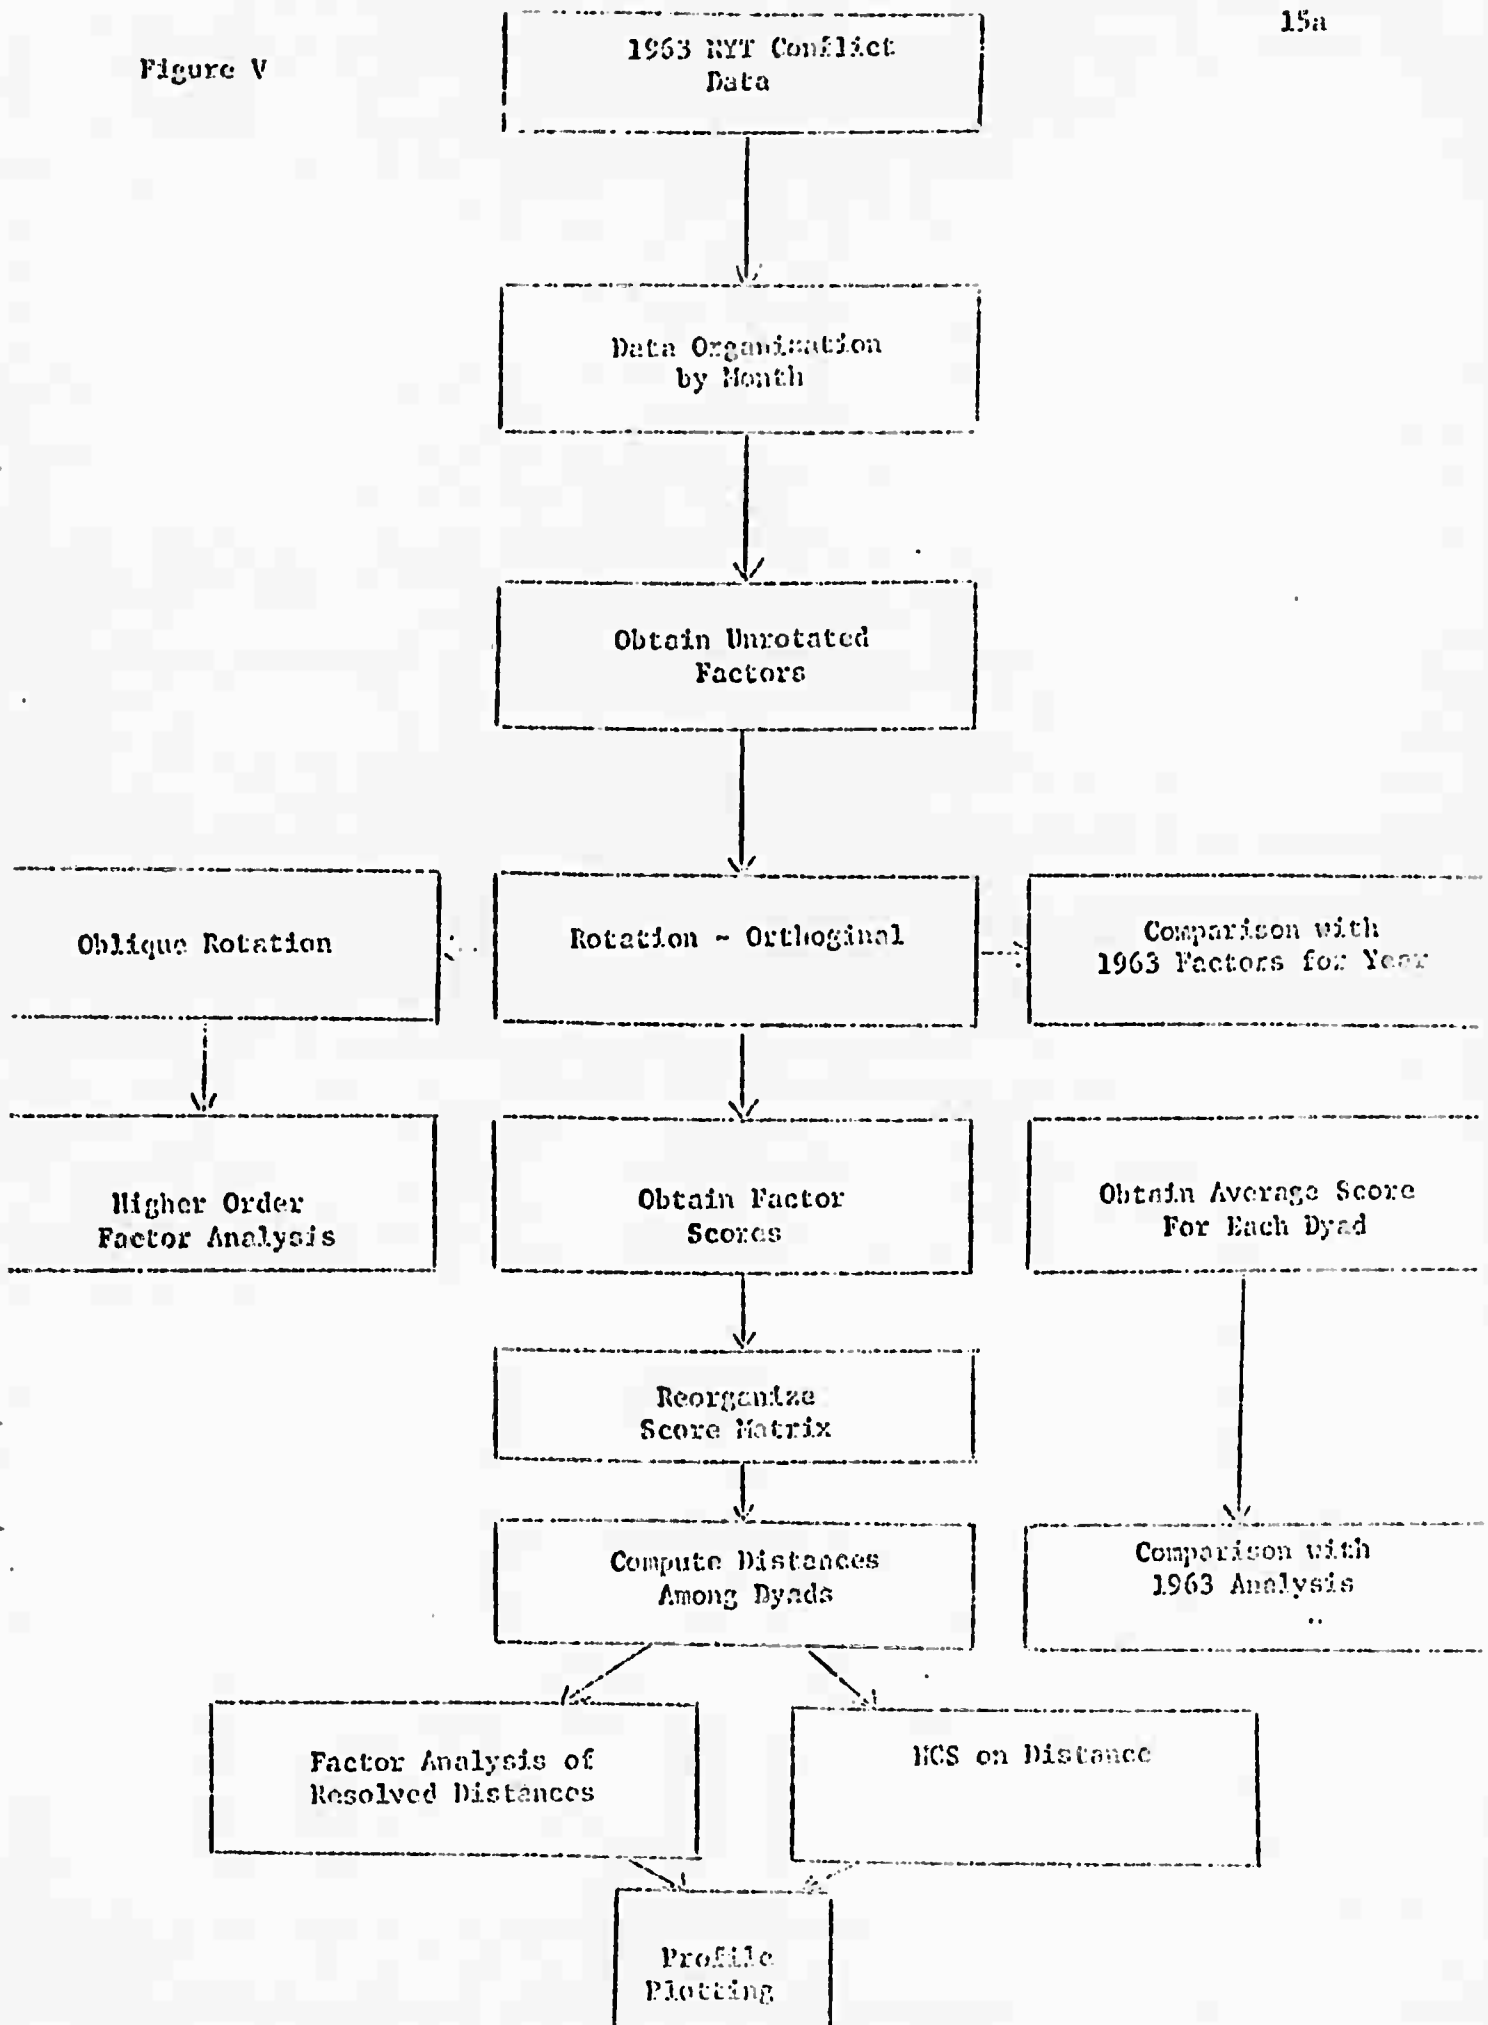 15a
Figure V
1963 NYT Conflict
Data
Data Organization
by Month
Obtain Unrotated
Factors
Oblique Rotation
Rotation - Orthoginal
Comparison with
1963 Factors for Year
Higher Order
Factor Analysis
Obtain Factor
Scores
Obtain Average Score
For Each Dyad
Reorganize
Score Matrix
Compute Distances
Among Dyads
Comparison with
1963 Analysis
Factor Analysis of
Resolved Distances
on Distance
Profile
Plotting